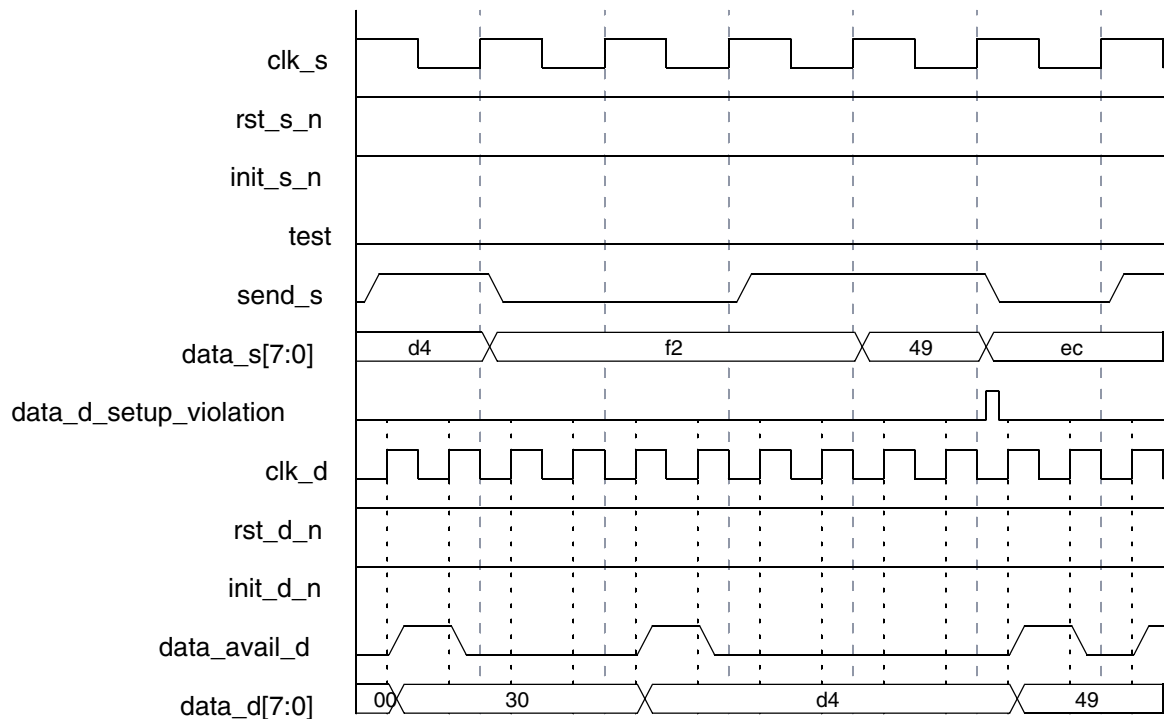 clk_s
rst_s_n
init_s_n
test
send_s
data_s[7:0] d4 f2 49 ec
data_d_setup_violation
clk_d
rst_d_n
init_d_n
data_avail_d
data_d[7:0] 00 30 d4 49